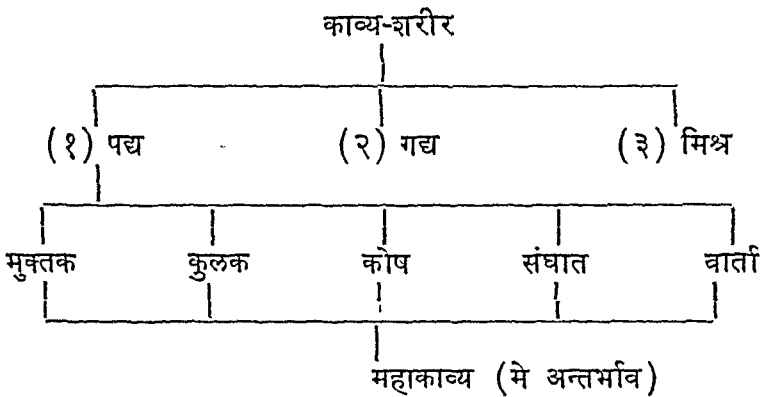 काव्य-शरीर
(१) पद्य (२) गद्य (३) मिश्र
मुक्तक कुलक कोष संघात वार्ता
महाकाव्य (मे अन्तर्भाव)